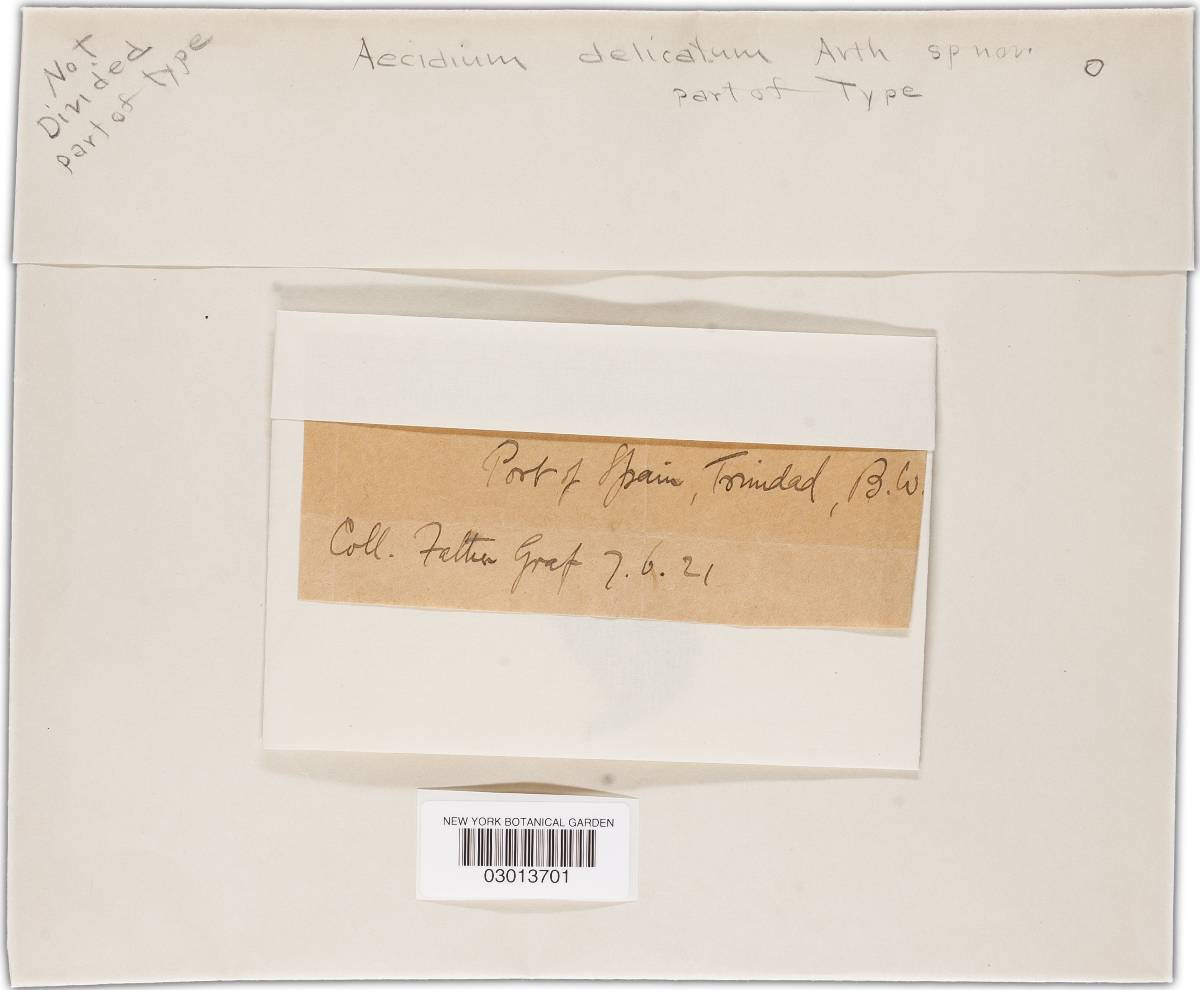 Not
Divided
part of Type
Aecidium delicatum Arth sp nov. O
part of Type
Port of Spain, Trinidad, B.W.
Coll. Father Graf 7.6.21
NEW YORK BOTANICAL GARDEN
03013701